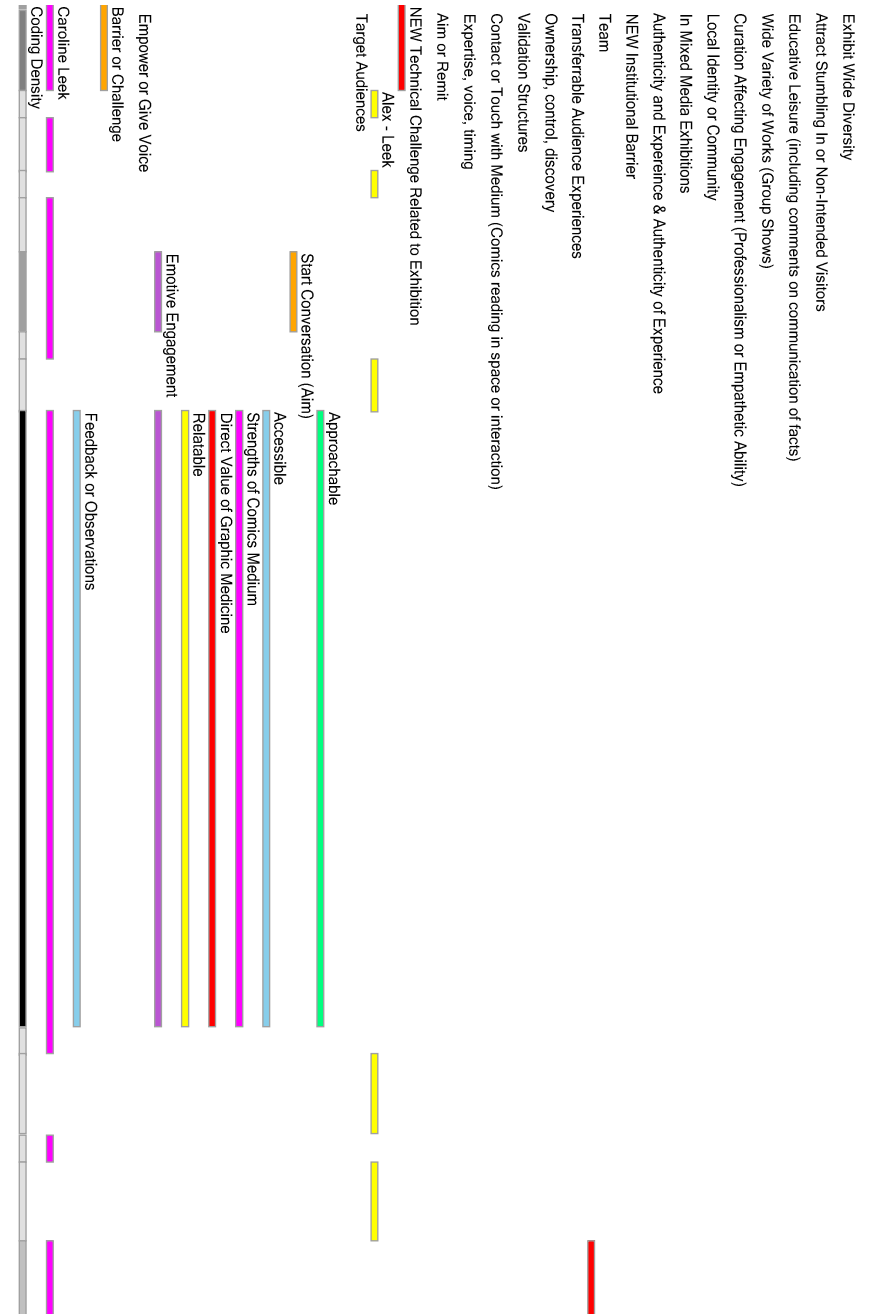 Exhibit Wide Diversity
Attract Stumbling In or Non-Intended Visitors
Educative Leisure (including comments on communication of facts)
Wide Variety of Works (Group Shows)
Curation Affecting Engagement (Professionalism or Empathetic Ability)
Local Identity or Community
In Mixed Media Exhibitions
Authenticity and Expereince & Authenticity of Experience
NEW Institutional Barrier
Team
Transferrable Audience Experiences
Ownership, control, discovery
Validation Structures
Contact or Touch with Medium (Comics reading in space or interaction)
Expertise, voice, timing
Aim or Remit
NEW Technical Challenge Related to Exhibition
Alex - Leek
Target Audiences
Approachable
Start Conversation (Aim)
Accessible
Strengths of Comics Medium
Direct Value of Graphic Medicine
Relatable
Emotive Engagement
Empower or Give Voice
Barrier or Challenge
Feedback or Observations
Caroline Leek
Coding Density